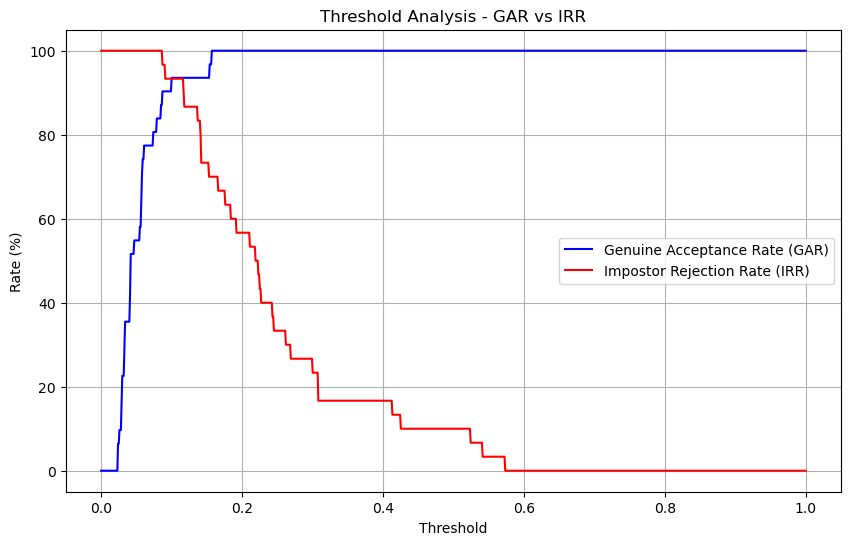 Threshold Analysis - GAR vs IRR
100
80
60
40
20
0
Rate (%)
Genuine Acceptance Rate (GAR)
Impostor Rejection Rate (IRR)
0.0 0.2 0.4 0.6 0.8 1.0
Threshold